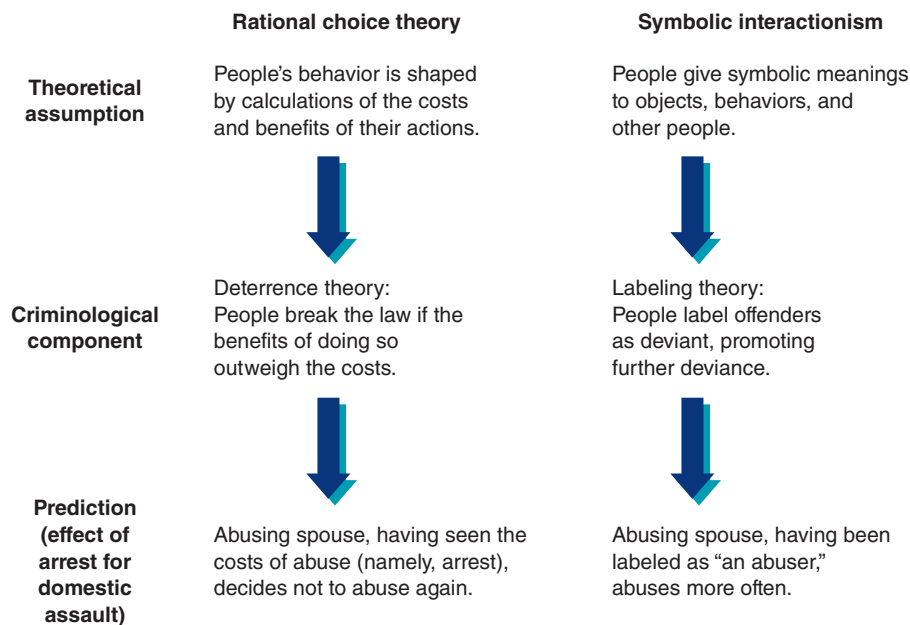 Rational choice theory
Symbolic interactionism
Theoretical
assumption
People's behavior is shaped
by calculations of the costs
and benefits of their actions.
People give symbolic meanings
to objects, behaviors, and
other people.
Criminological
component
Deterrence theory:
People break the law if the
benefits of doing so
outweigh the costs.
Labeling theory:
People label offenders
as deviant, promoting
further deviance.
Prediction
(effect of
arrest for
domestic
assault)
Abusing spouse, having seen the
costs of abuse (namely, arrest),
decides not to abuse again.
Abusing spouse, having been
labeled as “an abuser,”
abuses more often.